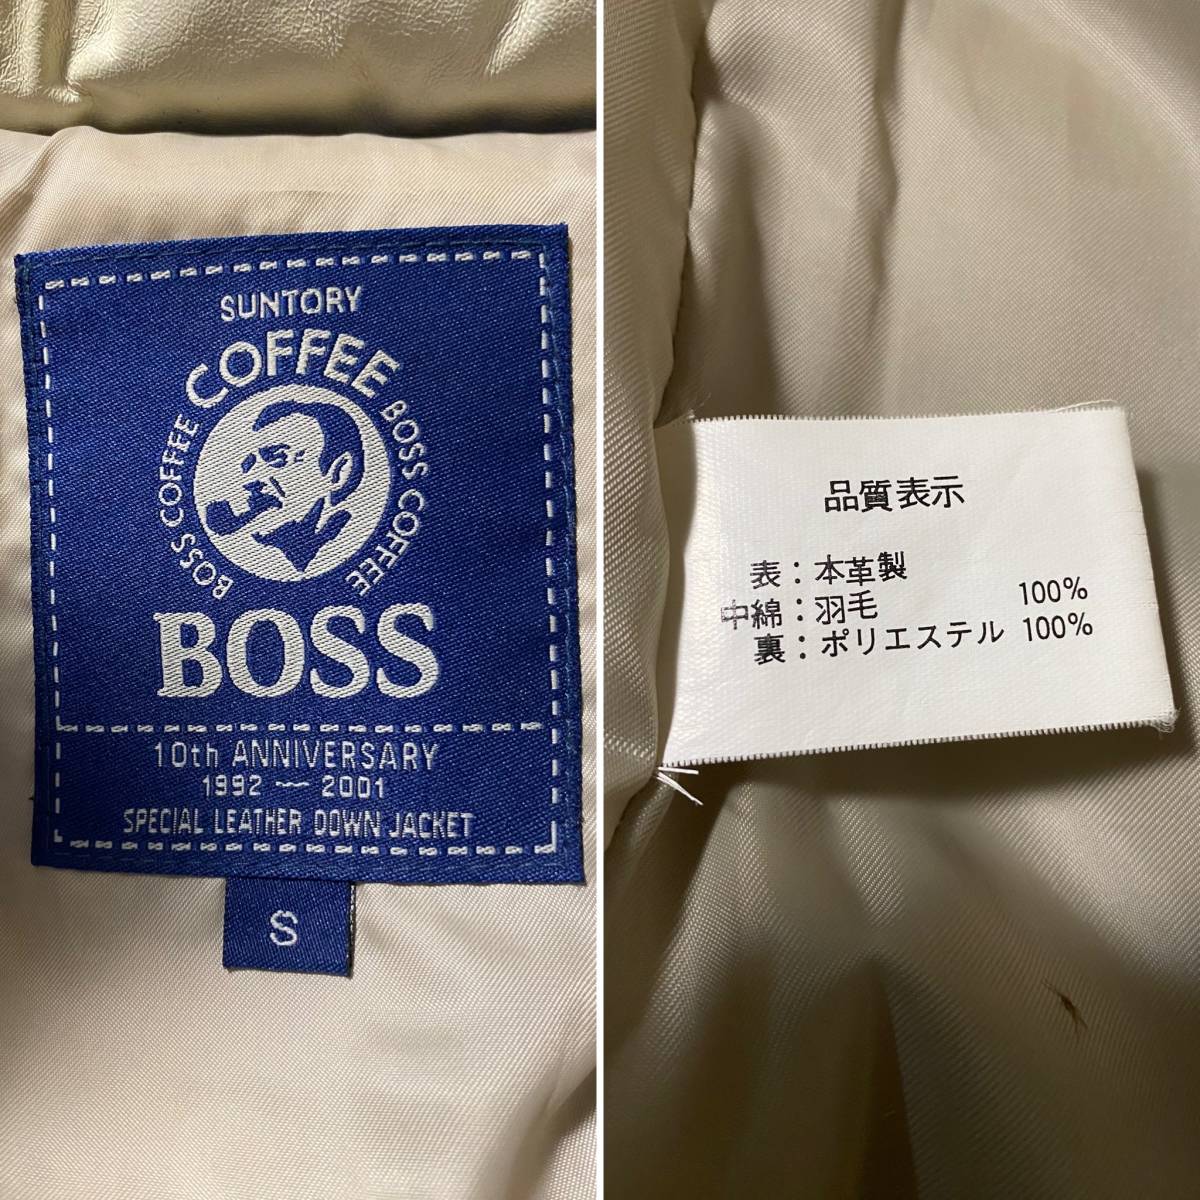 SUNTORY
COFFEE
BOSS COFFEE
BOSS COFFEE
BOSS
10th ANNIVERSARY
1992 〜 2001
SPECIAL LEATHER DOWN JACKET
S
品質表示
表：本革製
中綿：羽毛 100%
裏：ポリエステル 100%